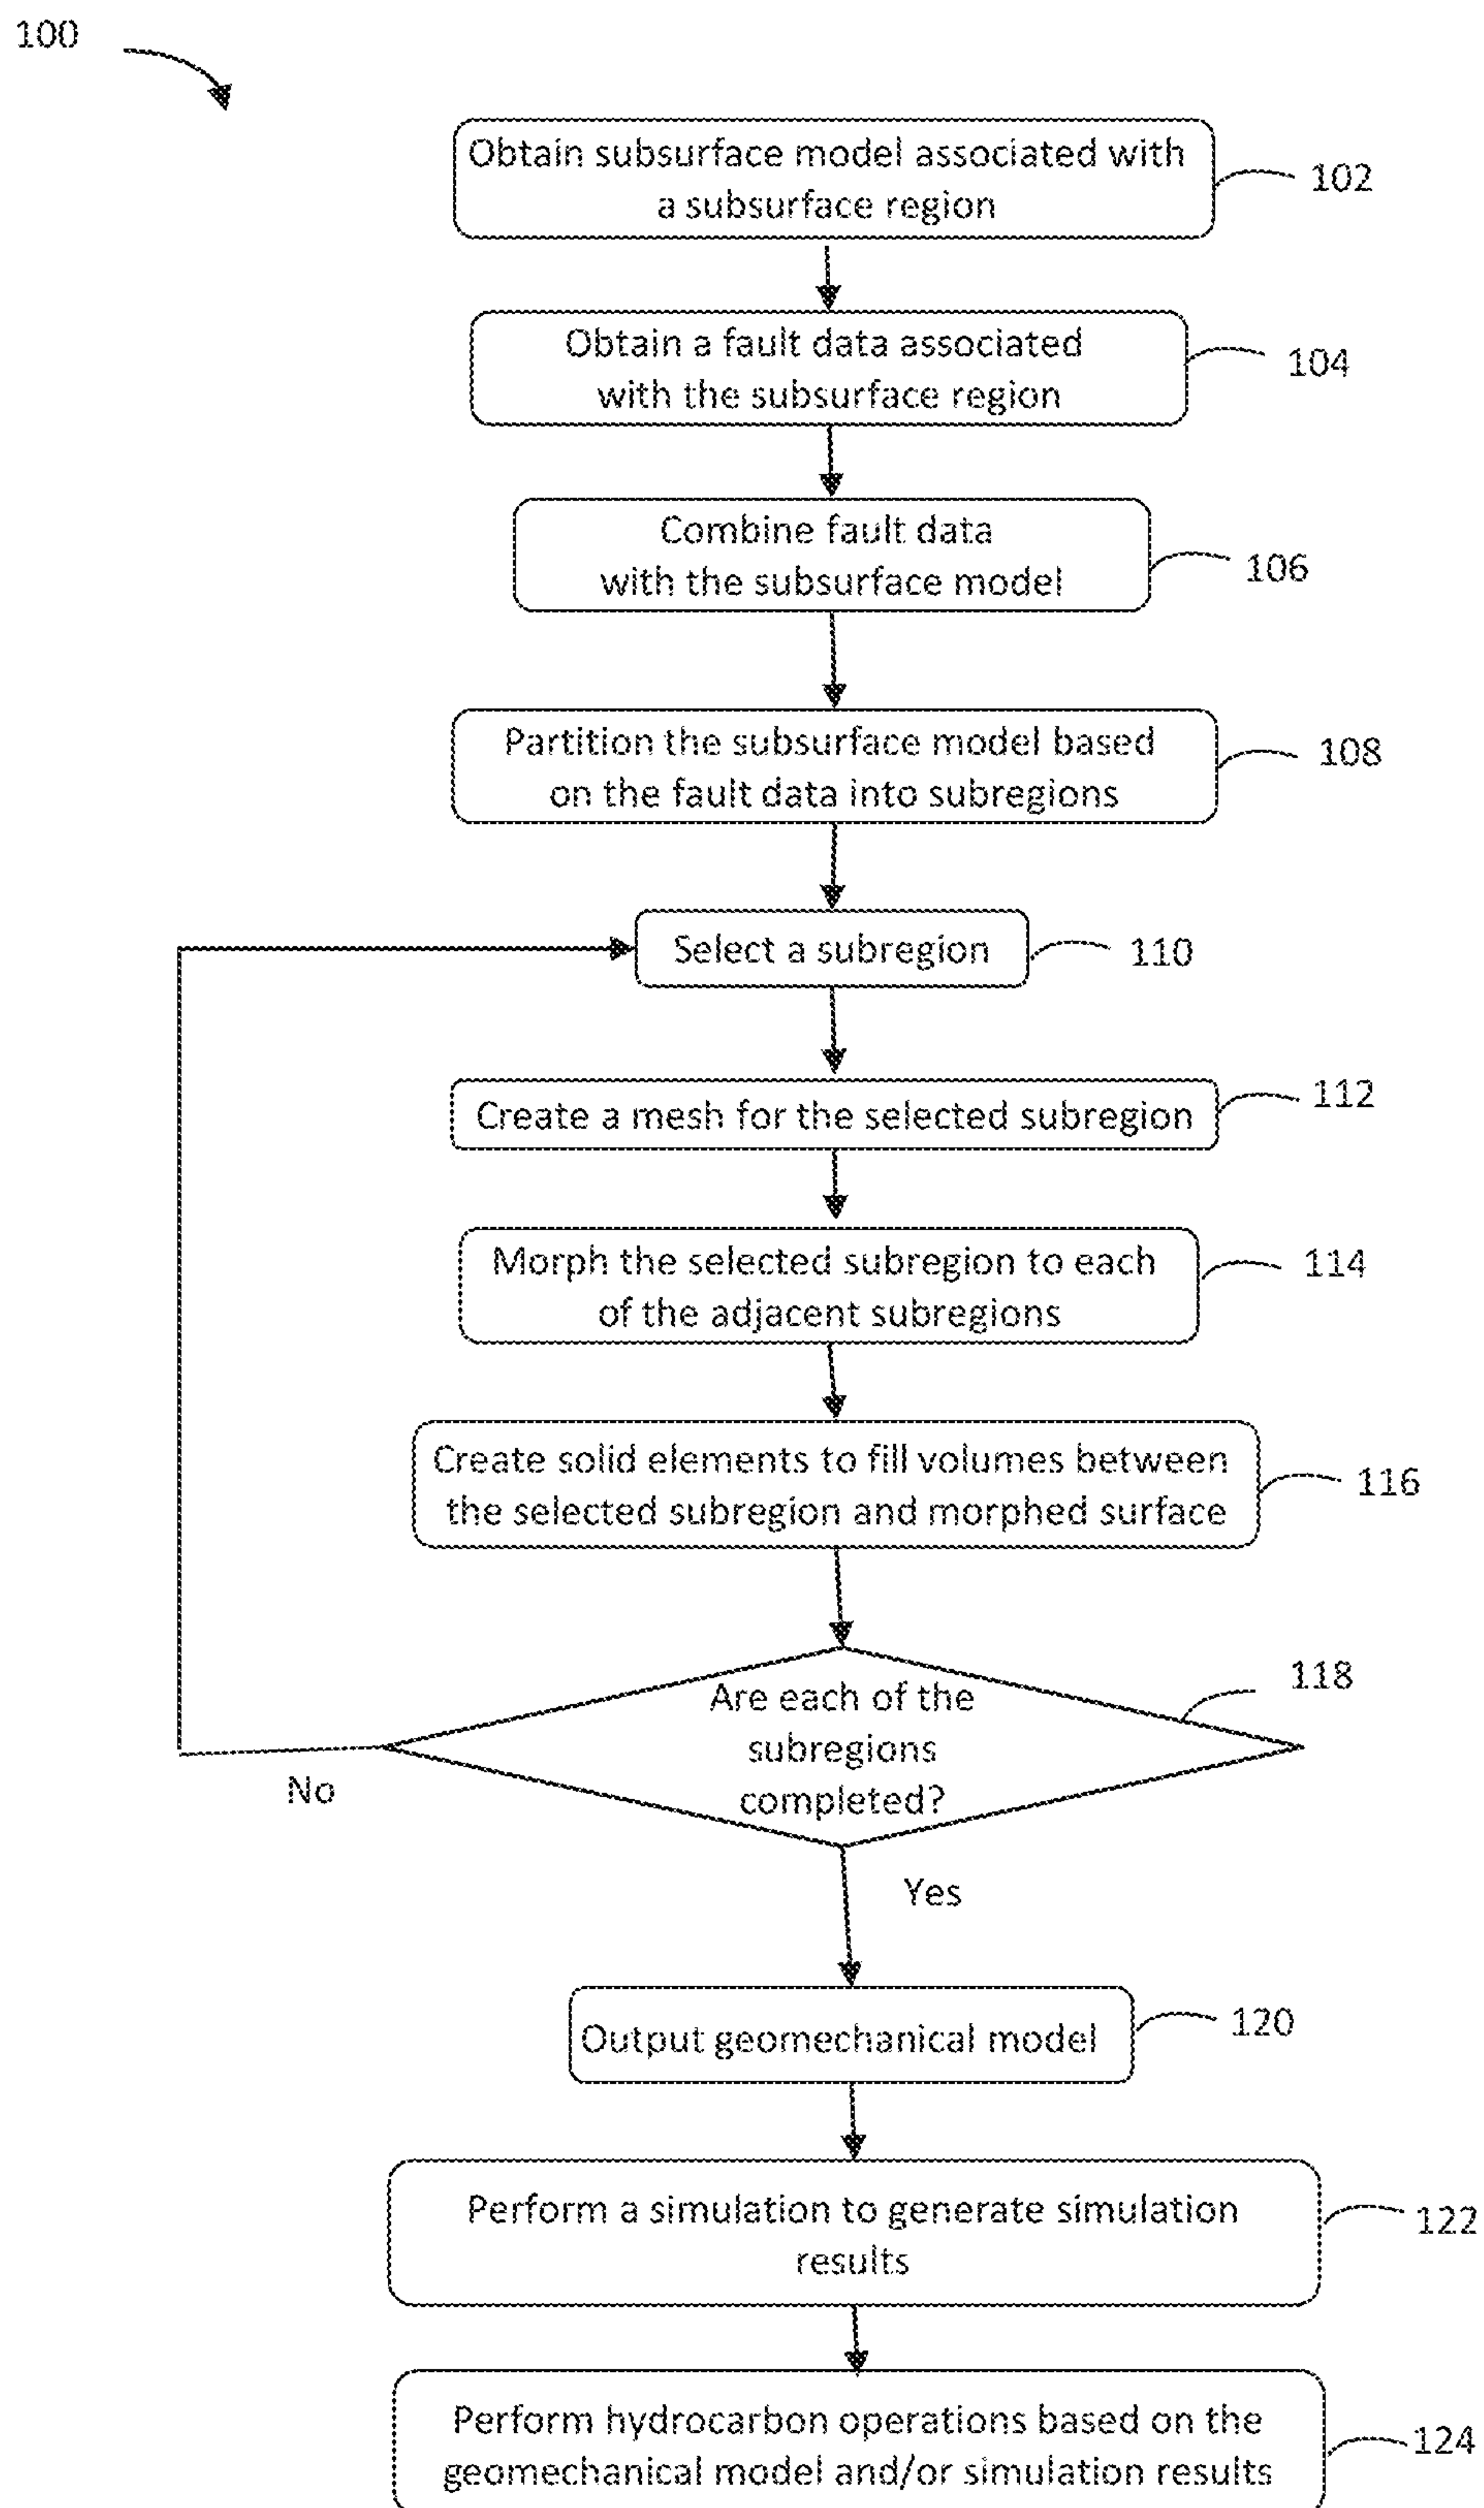 100
Obtain subsurface model associated with
a subsurface region
102
Obtain a fault data associated
with the subsurface region
104
Combine fault data
with the subsurface model
106
Partition the subsurface model based
on the fault data into subregions
108
Select a subregion
110
Create a mesh for the selected subregion
112
Morph the selected subregion to each
of the adjacent subregions
114
Create solid elements to fill volumes between
the selected subregion and morphed surface
116
Are each of the
subregions
completed?
118
No
Yes
Output geomechanical model
120
Perform a simulation to generate simulation
results
122
Perform hydrocarbon operations based on the
geomechanical model and/or simulation results
124